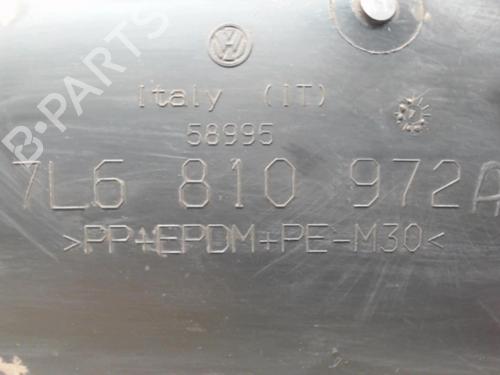 B-PARTS
Italy (IT)
58995
7L6 810 972A
>PP+EPDM+PE-M30<